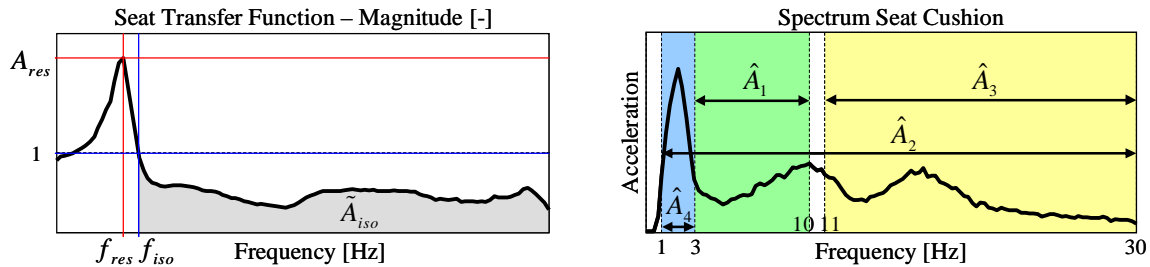 Seat Transfer Function – Magnitude [-]
A_res
1
Ã_iso
f_res f_iso Frequency [Hz]
Spectrum Seat Cushion
Acceleration
Â_1
Â_3
Â_2
Â_4
10 11
1 3 Frequency [Hz] 30